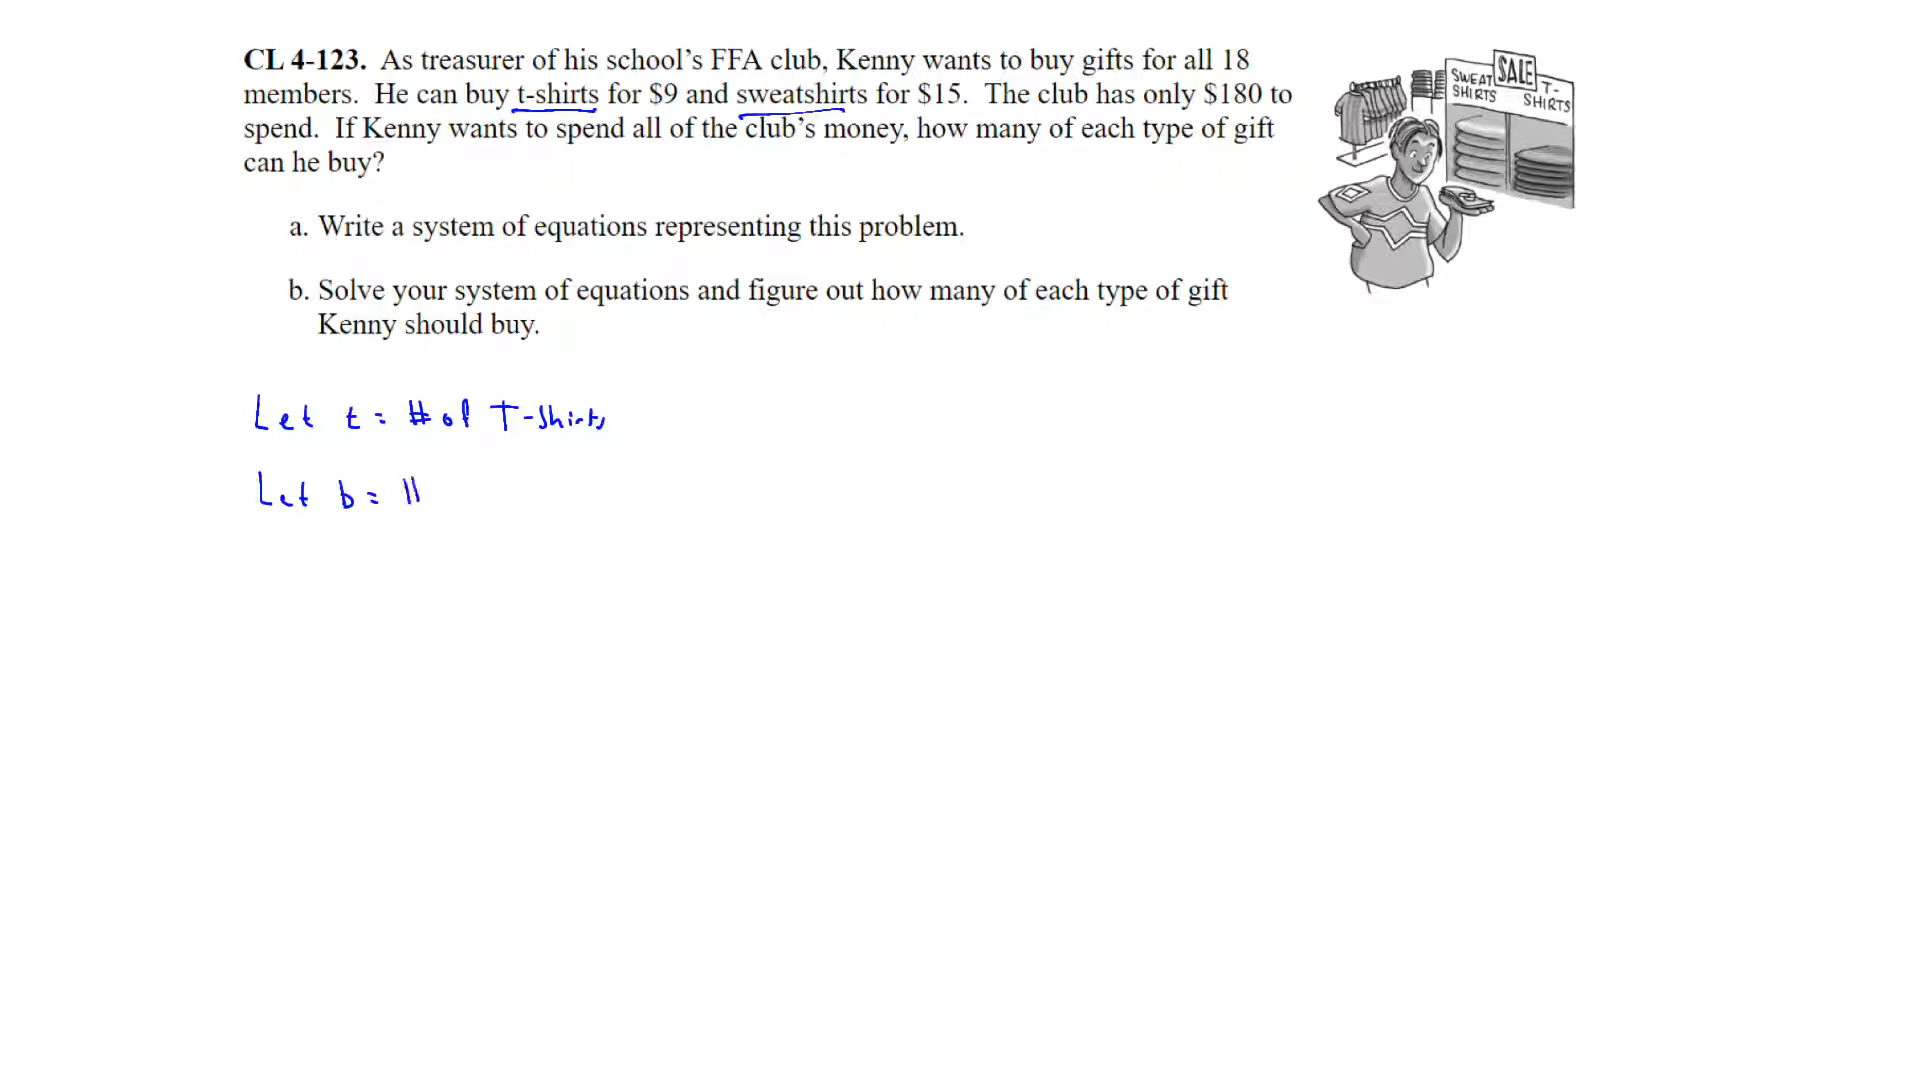 CL 4-123. As treasurer of his school’s FFA club, Kenny wants to buy gifts for all 18
members. He can buy t-shirts for $9 and sweatshirts for $15. The club has only $180 to
spend. If Kenny wants to spend all of the club’s money, how many of each type of gift
can he buy?
SWEAT SHIRTS
SALE
T-SHIRTS
a. Write a system of equations representing this problem.
b. Solve your system of equations and figure out how many of each type of gift
Kenny should buy.
Let t = # of T-shirts
Let b =